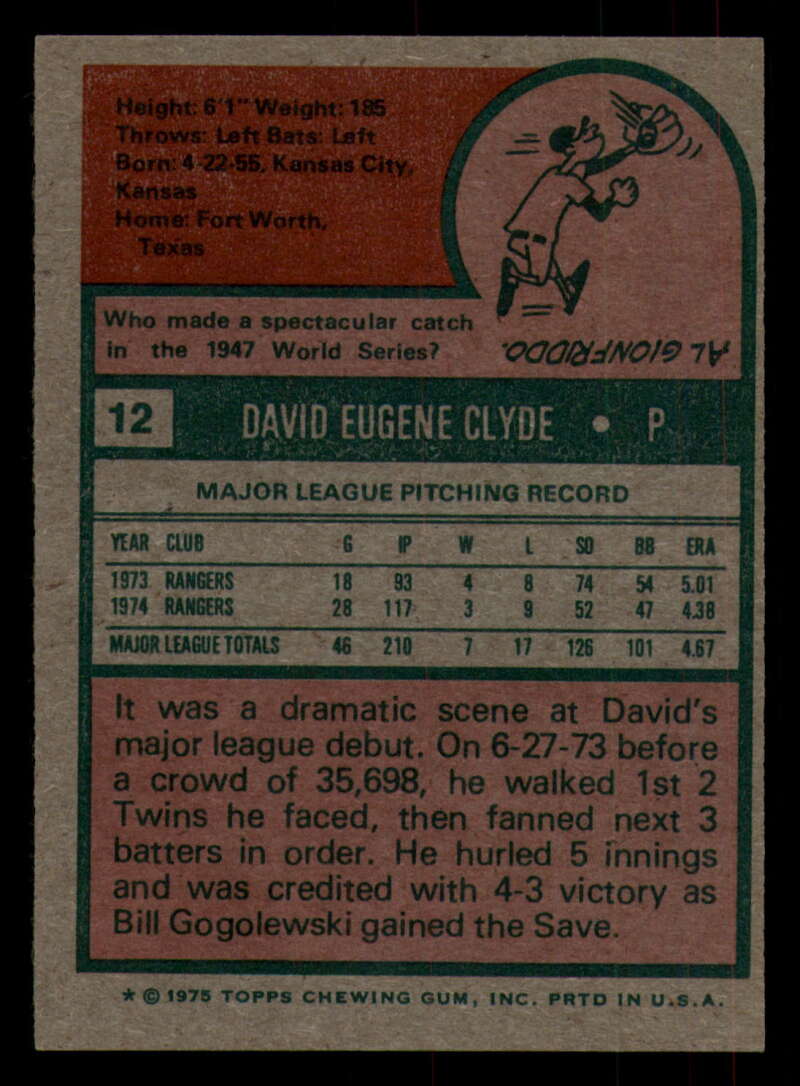 Height: 6'1" Weight: 185
Throws: Left Bats: Left
Born: 4-22-55, Kansas City,
Kansas
Home: Fort Worth,
Texas
Who made a spectacular catch
in the 1947 World Series?
AL GIONFRIDDO.
12 DAVID EUGENE CLYDE • P
MAJOR LEAGUE PITCHING RECORD
YEAR CLUB G IP W L SO BB ERA
1973 RANGERS 18 93 4 8 74 54 5.01
1974 RANGERS 28 117 3 9 52 47 4.38
MAJOR LEAGUE TOTALS 46 210 7 17 126 101 4.67
It was a dramatic scene at David's
major league debut. On 6-27-73 before
a crowd of 35,698, he walked 1st 2
Twins he faced, then fanned next 3
batters in order. He hurled 5 innings
and was credited with 4-3 victory as
Bill Gogolewski gained the Save.
* © 1975 TOPPS CHEWING GUM, INC. PRTD IN U.S.A.